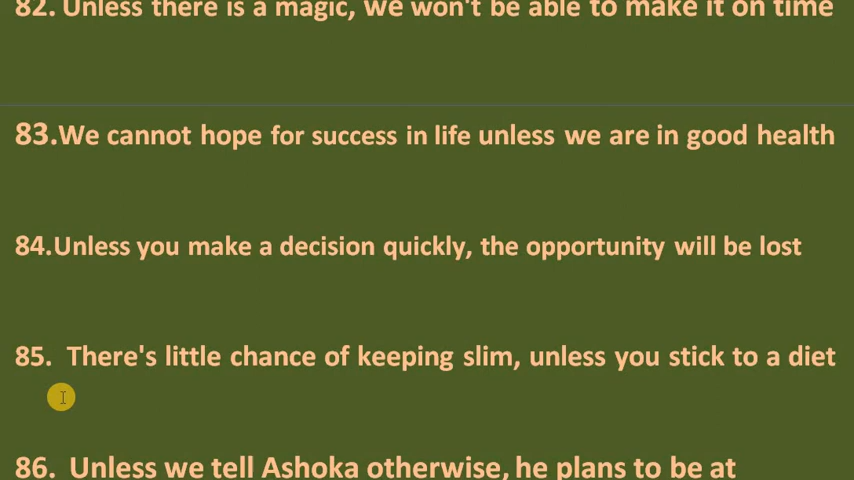 82. Unless there is a magic, we won't be able to make it on time
83.We cannot hope for success in life unless we are in good health
84.Unless you make a decision quickly, the opportunity will be lost
85. There's little chance of keeping slim, unless you stick to a diet
86. Unless we tell Ashoka otherwise, he plans to be at